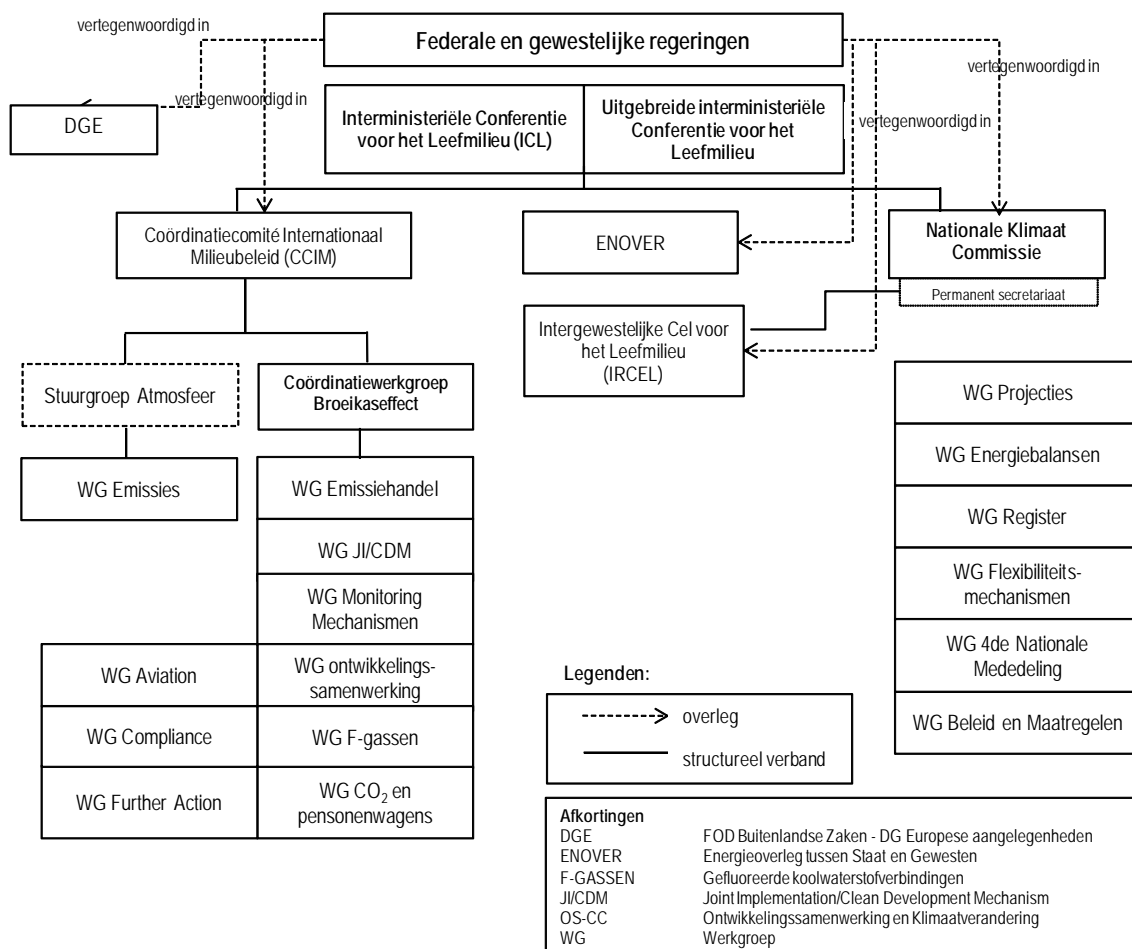 vertegenwoordigd in
Federale en gewestelijke regeringen
vertegenwoordigd in
vertegenwoordigd in
vertegenwoordigd in
DGE
Interministeriële Conferentie
voor het Leefmilieu (ICL)
Uitgebreide interministeriële
Conferentie voor het
Leefmilieu
Coördinatiecomité Internationaal
Milieubeleid (CCIM)
ENOVER
Nationale Klimaat
Commissie
Permanent secretariaat
Intergewestelijke Cel voor
het Leefmilieu
(IRCEL)
Stuurgroep Atmosfeer
Coördinatiewerkgroep
Broeikaseffect
WG Emissies
WG Emissiehandel
WG JI/CDM
WG Monitoring
Mechanismen
WG Aviation
WG ontwikkelings-
samenwerking
WG Compliance
WG F-gassen
WG Further Action
WG CO₂ en
pensonenwagens
WG Projecties
WG Energiebalansen
WG Register
WG Flexibiliteits-
mechanismen
WG 4de Nationale
Mededeling
WG Beleid en Maatregelen
Legenden:
overleg
structureel verband
Afkortingen
DGE FOD Buitenlandse Zaken - DG Europese aangelegenheden
ENOVER Energieoverleg tussen Staat en Gewesten
F-GASSEN Gefluoreerde koolwaterstofverbindingen
JI/CDM Joint Implementation/Clean Development Mechanism
OS-CC Ontwikkelingssamenwerking en Klimaatverandering
WG Werkgroep